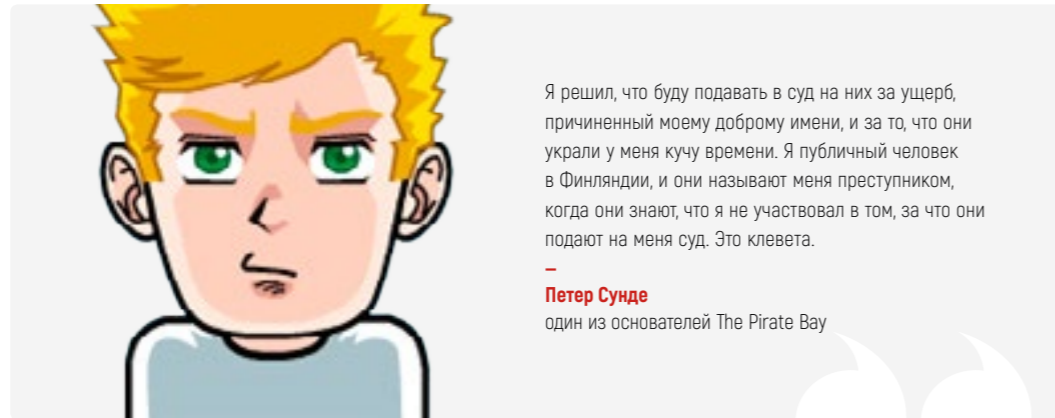 Я решил, что буду подавать в суд на них за ущерб,
причиненный моему доброму имени, и за то, что они
украли у меня кучу времени. Я публичный человек
в Финляндии, и они называют меня преступником,
когда они знают, что я не участвовал в том, за что они
подают на меня суд. Это клевета.
–
Петер Сунде
один из основателей The Pirate Bay